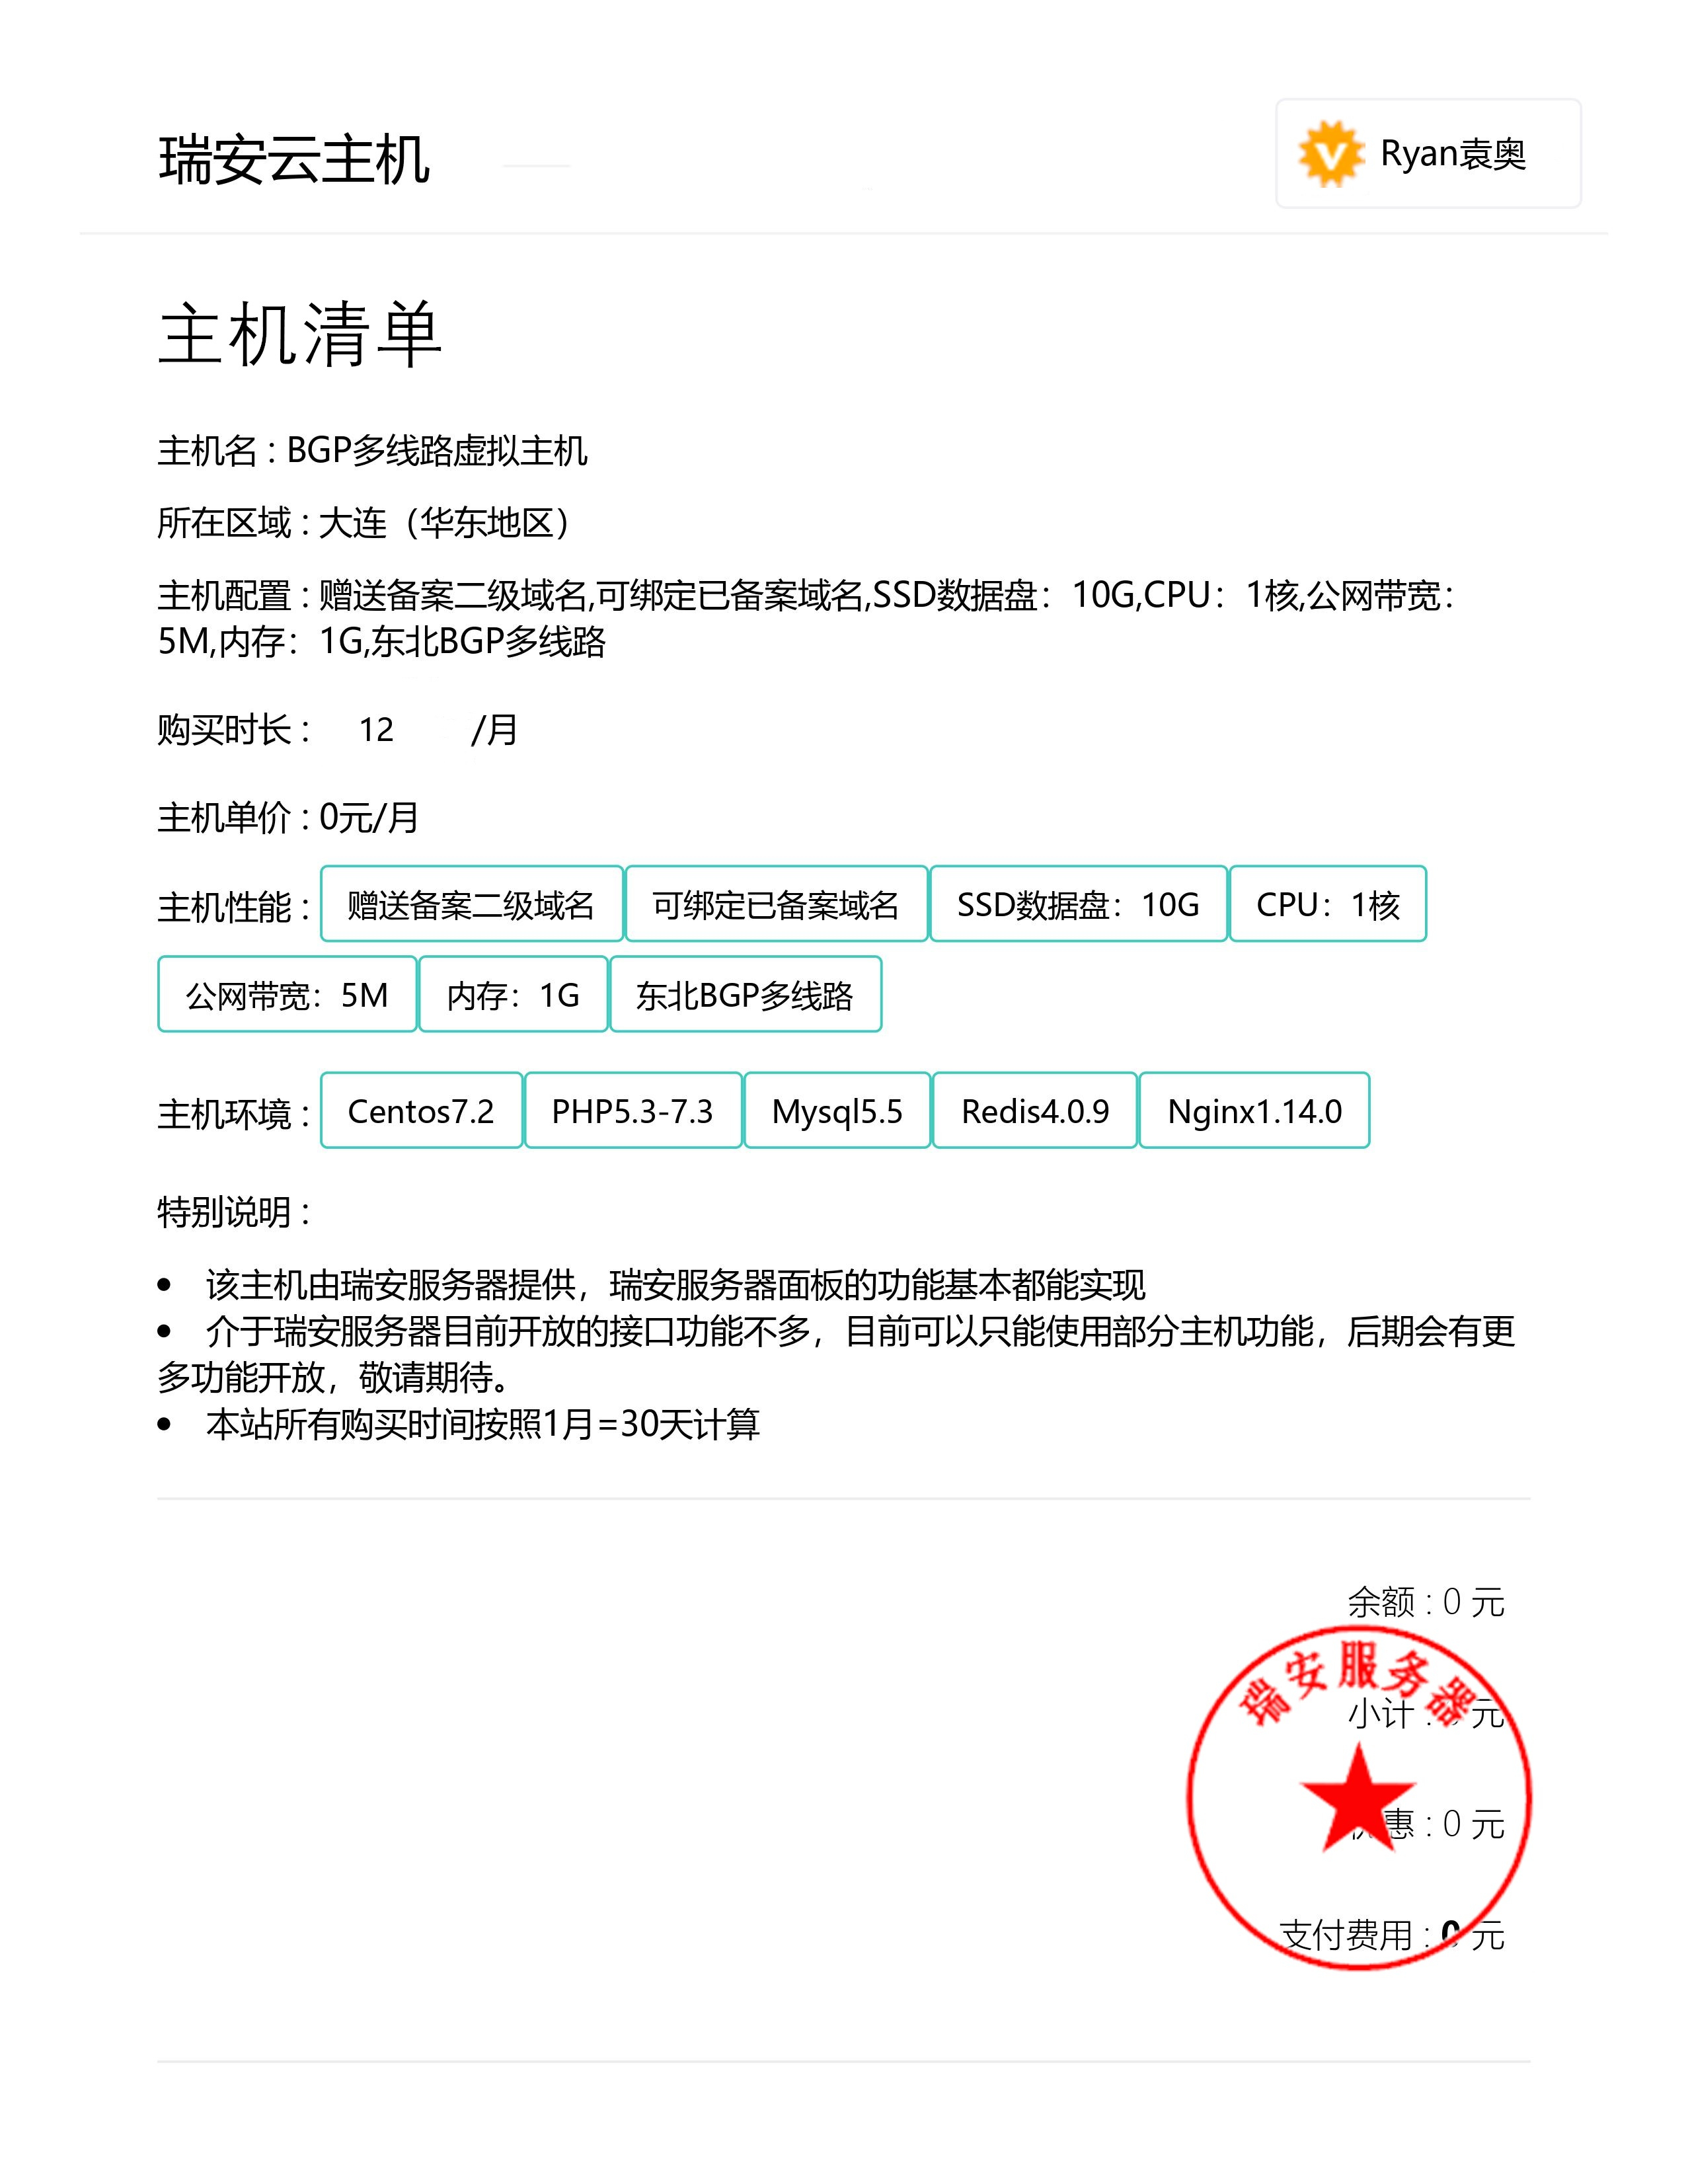 瑞安云主机
Ryan袁奥
主机清单
主机名 : BGP多线路虚拟主机
所在区域 : 大连（华东地区）
主机配置 : 赠送备案二级域名,可绑定已备案域名,SSD数据盘：10G,CPU：1核,公网带宽：
5M,内存：1G,东北BGP多线路
购买时长 : 12 /月
主机单价 : 0元/月
主机性能 : 赠送备案二级域名 可绑定已备案域名 SSD数据盘：10G CPU：1核
公网带宽：5M 内存：1G 东北BGP多线路
主机环境 : Centos7.2 PHP5.3-7.3 Mysql5.5 Redis4.0.9 Nginx1.14.0
特别说明 :
• 该主机由瑞安服务器提供，瑞安服务器面板的功能基本都能实现
• 介于瑞安服务器目前开放的接口功能不多，目前可以只能使用部分主机功能，后期会有更
多功能开放，敬请期待。
• 本站所有购买时间按照1月=30天计算
余额 : 0 元
瑞安服务器
小计 : 元
惠 : 0 元
支付费用 : 0 元